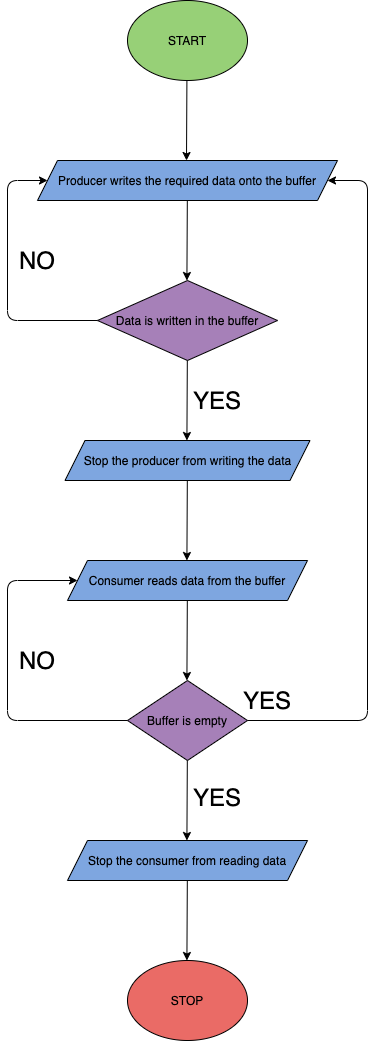 START
Producer writes the required data onto the buffer
NO
Data is written in the buffer
YES
Stop the producer from writing the data
Consumer reads data from the buffer
NO
YES
Buffer is empty
YES
Stop the consumer from reading data
STOP